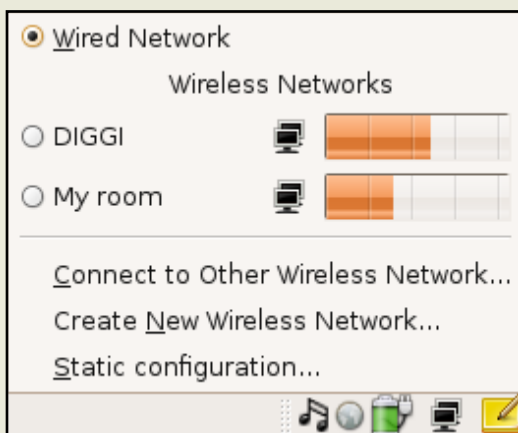 Wired Network
Wireless Networks
DIGGI
My room
Connect to Other Wireless Network...
Create New Wireless Network...
Static configuration...